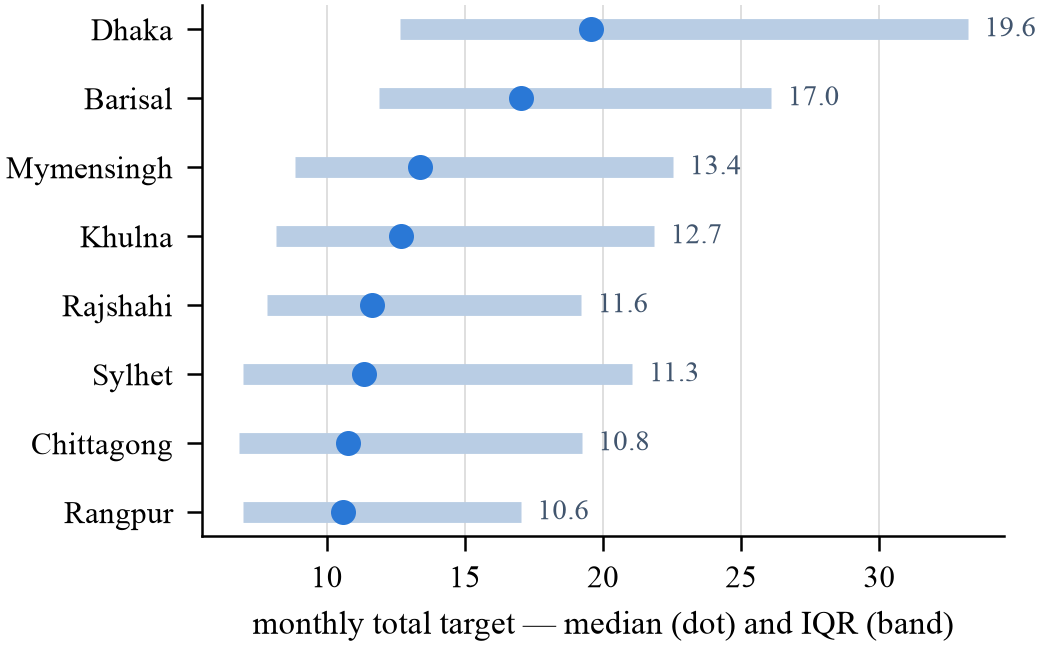 Dhaka 19.6
Barisal 17.0
Mymensingh 13.4
Khulna 12.7
Rajshahi 11.6
Sylhet 11.3
Chittagong 10.8
Rangpur 10.6
10 15 20 25 30
monthly total target — median (dot) and IQR (band)